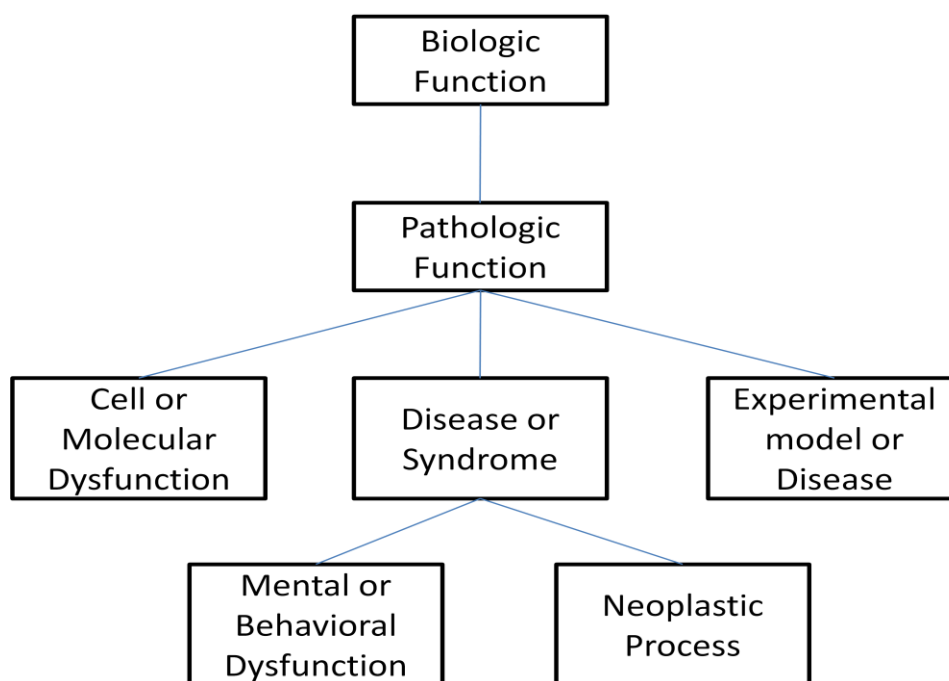 Biologic
Function
Pathologic
Function
Cell or
Molecular
Dysfunction
Disease or
Syndrome
Experimental
model or
Disease
Mental or
Behavioral
Dysfunction
Neoplastic
Process